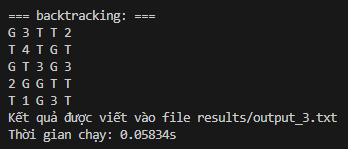 === backtracking: ===
G 3 T T 2
T 4 T G T
G T 3 G 3
2 G G T T
T 1 G 3 T
Kết quả được viết vào file results/output_3.txt
Thời gian chạy: 0.05834s